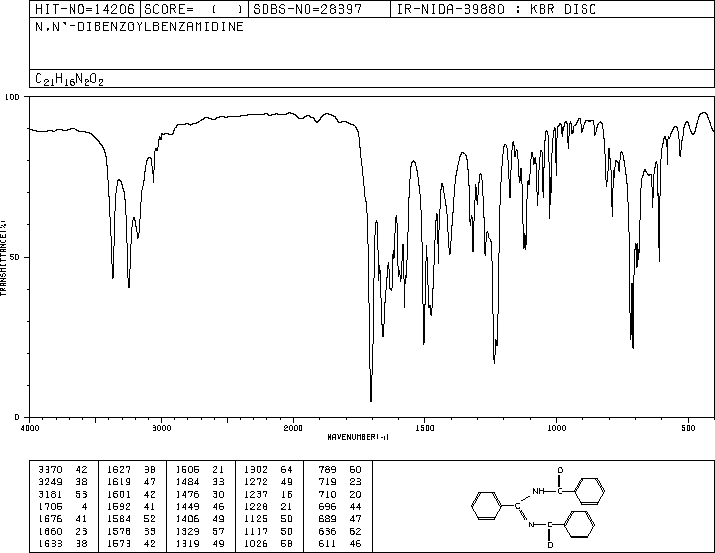 HIT-NO=14206 SCORE= ( ) SDBS-NO=28397 IR-NIDA-39880 : KBR DISC
N,N'-DIBENZOYLBENZAMIDINE
C21H16N2O2
100
50
0
TRANSMITTANCE(%)
4000 3000 2000 1500 1000 500
WAVENUMBER(-1)
3370 42 1627 38 1506 21 1302 64 789 60
3249 38 1619 47 1484 33 1272 49 719 23
3181 53 1601 42 1476 30 1237 16 710 20
1706 4 1592 41 1449 46 1228 21 696 44
1676 41 1584 52 1406 49 1125 50 689 47
1660 23 1578 1329 57 1117 50 636 62
1633 38 1573 42 1319 49 1026 58 611 46
O
NH C
C
N C
O